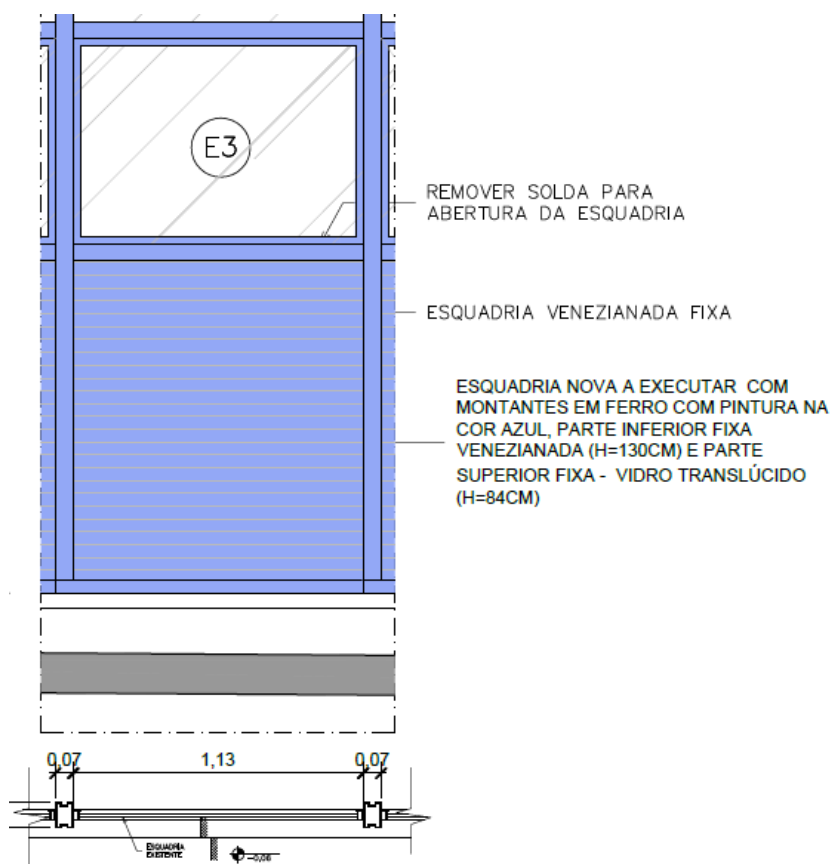 E3
REMOVER SOLDA PARA
ABERTURA DA ESQUADRIA
ESQUADRIA VENEZIANADA FIXA
ESQUADRIA NOVA A EXECUTAR COM
MONTANTES EM FERRO COM PINTURA NA
COR AZUL, PARTE INFERIOR FIXA
VENEZIANADA (H=130CM) E PARTE
SUPERIOR FIXA - VIDRO TRANSLÚCIDO
(H=84CM)
0,07 1,13 0,07
ESQUADRIA
EXISTENTE
-0,06